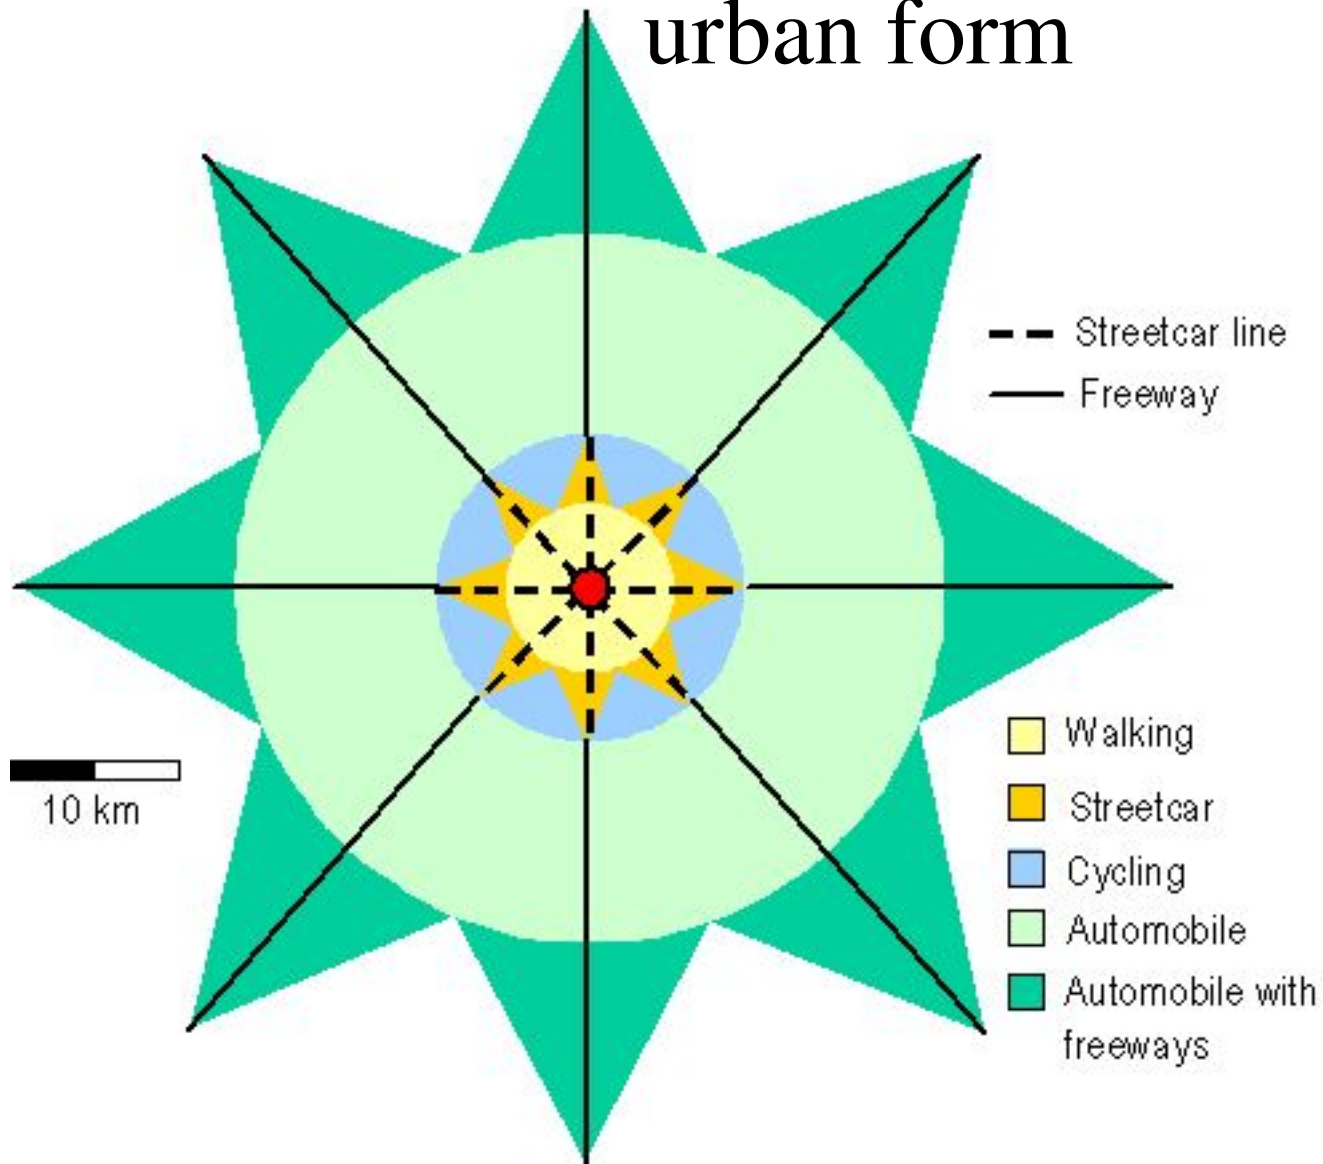 urban form
Streetcar line
Freeway
Walking
Streetcar
Cycling
Automobile
Automobile with
freeways
10 km